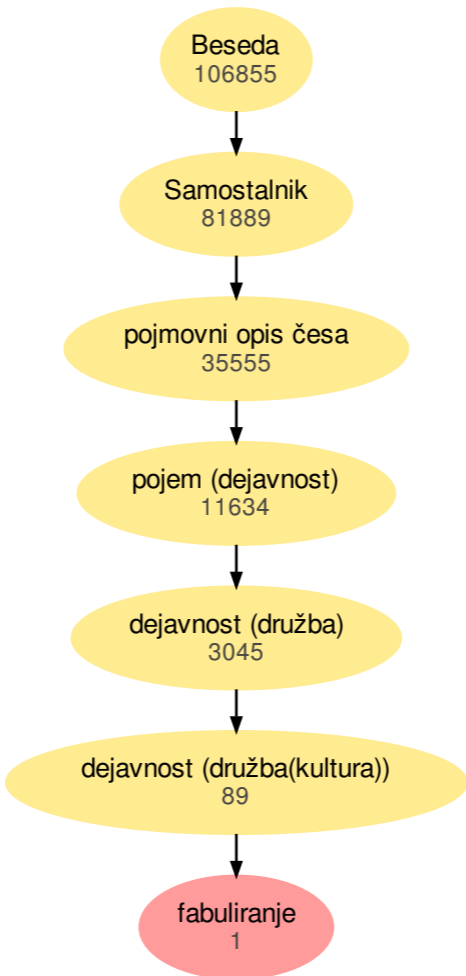 Beseda
106855
Samostalnik
81889
pojmovni opis česa
35555
pojem (dejavnost)
11634
dejavnost (družba)
3045
dejavnost (družba(kultura))
89
fabuliranje
1